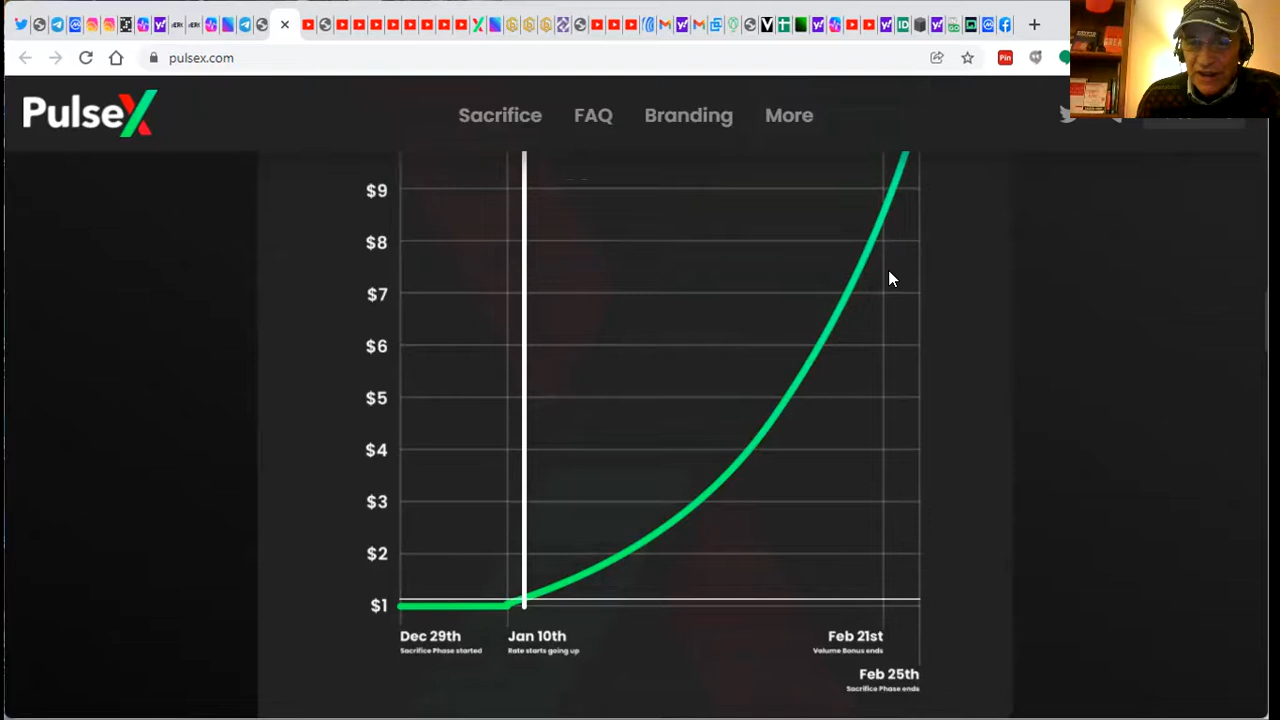 pulsex.com
Pin
PulseX
Sacrifice FAQ Branding More
$9
$8
$7
$6
$5
$4
$3
$2
$1
Dec 29th
Sacrifice Phase started
Jan 10th
Rate starts going up
Feb 21st
Volume Bonus ends
Feb 25th
Sacrifice Phase ends